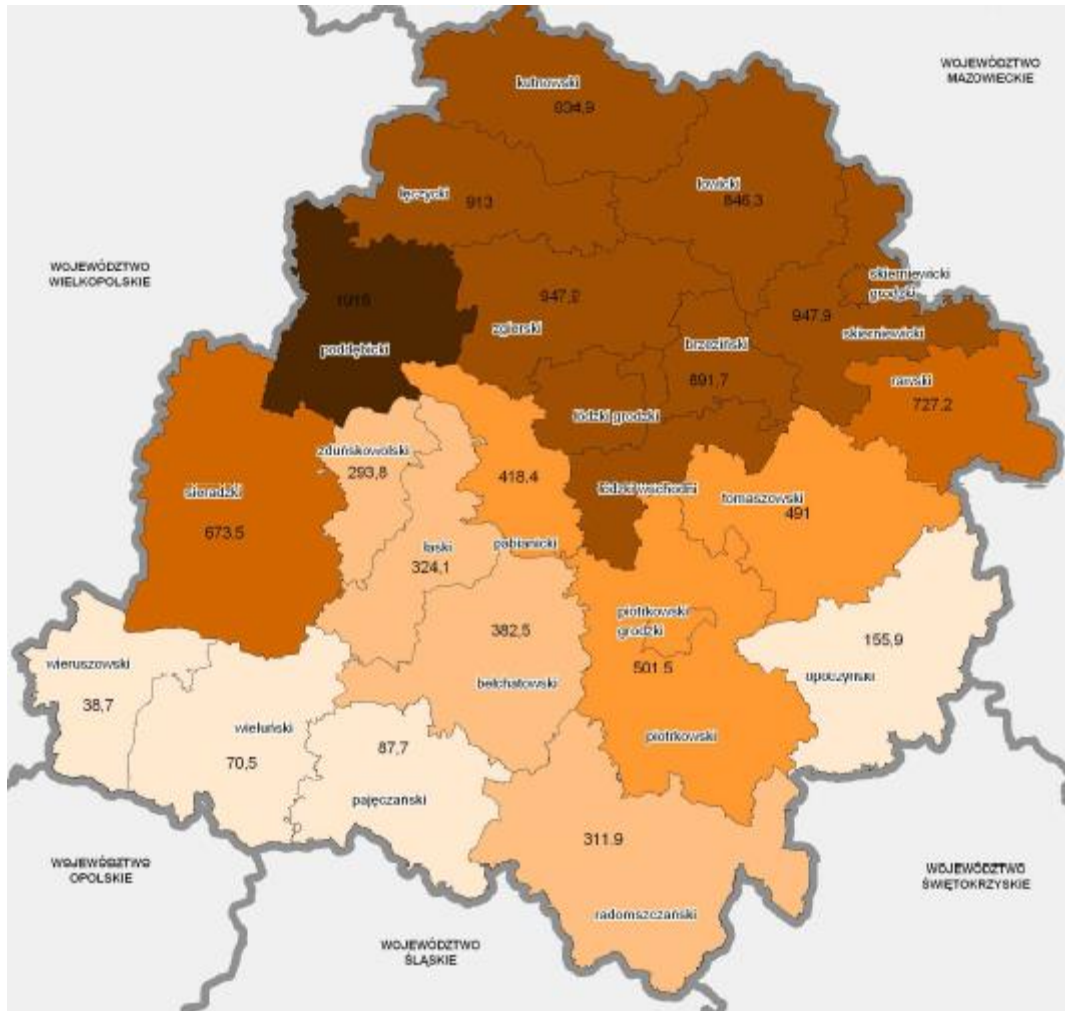 WOJEWÓDZTWO
MAZOWIECKIE
kutnowski
834,9
łęczycki
913
łowicki
846,3
WOJEWÓDZTWO
WIELKOPOLSKIE
skierniewicki
grodzki
1016
947,2
zgierski
947,9
skierniewicki
poddębicki
brzeziński
891,7
rawski
727,2
łódzki grodzki
zduńskowolski
293,8
418,4
łódzki wschodni
tomaszowski
491
sieradzki
673,5
łaski
324,1
pabianicki
piotrkowski
grodzki
501,5
382,5
bełchatowski
155,9
opoczyński
wieruszowski
38,7
wieluński
70,5
87,7
pajęczański
piotrkowski
311,9
radomszczański
WOJEWÓDZTWO
OPOLSKIE
WOJEWÓDZTWO
ŚWIĘTOKRZYSKIE
WOJEWÓDZTWO
ŚLĄSKIE